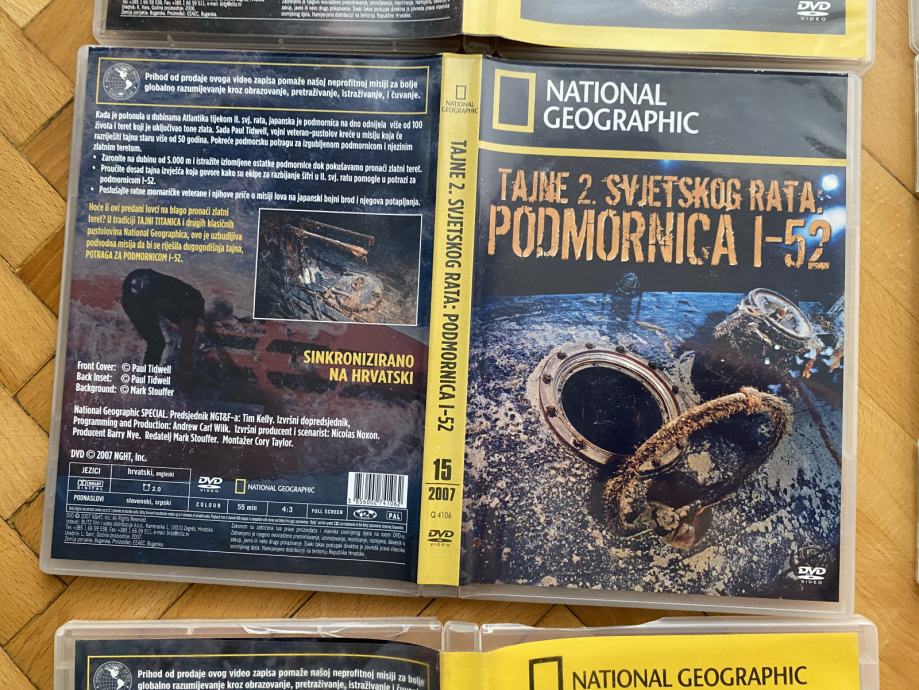 DVD
VIDEO
Prihod od prodaje ovoga video zapisa pomaže našoj neprofitnoj misiji za bolje
globalno razumijevanje kroz obrazovanje, pretraživanje, istraživanje, i čuvanje.
Kada je potonula u dubinama Atlantika tijekom II. svj. rata, japanska je podmornica na dno odnijela više od 100
života i teret koji je uključivao tone zlata. Sada Paul Tidwell, vojni veteran-pustolov kreće u misiju koja će
razriješiti tajnu staru više od 50 godina. Pokreće podmorsku potragu za izgubljenom podmornicom i njezinim
zlatnim teretom.
• Zaronite na dubinu od 5.000 m i istražite izlomljene ostatke podmornice dok pokušavamo pronaći zlatni teret.
• Proučite dosad tajna izvješća koja govore kako su ekipe za razbijanje šifri u II. svj. ratu pomogle u potrazi za
podmornicom I-52.
• Poslušajte ratne mornaričke veterane i njihove priče o misiji lova na japanski bojni brod i njegova potapljanja.
Hoće li ovi predani lovci na blago pronaći zlatni
teret? U tradiciji TAJNI TITANICA i drugih klasičnih
pustolovina National Geographica, ovo je uzbudljiva
podvodna misija da bi se riješila dugogodišnja tajna,
POTRAGA ZA PODMORNICOM I-52.
SINKRONIZIRANO
NA HRVATSKI
Front Cover: © Paul Tidwell
Back Inset: © Paul Tidwell
Background: © Mark Stouffer
National Geographic SPECIAL. Predsjednik NGT&F-a: Tim Kelly. Izvršni dopredsjednik,
Programming and Production: Andrew Carl Wilk. Izvršni producent i scenarist: Nicolas Noxon.
Producent Barry Nye. Redatelj Mark Stouffer. Montažer Cory Taylor.
DVD © 2007 NGHT, Inc.
JEZICI hrvatski, engleski
DOLBY DIGITAL 2.0
DVD VIDEO
NATIONAL GEOGRAPHIC
PODNASLOVI slovenski, srpski
COLOUR 55 min 4:3 FULL SCREEN PAL
NATIONAL GEOGRAPHIC
TAJNE 2. SVJETSKOG RATA: PODMORNICA I-52
15
2007
Q 4106
DVD
VIDEO
NATIONAL
GEOGRAPHIC
TAJNE 2. SVJETSKOG RATA:
PODMORNICA I-52
DVD
VIDEO
Prihod od prodaje ovoga video zapisa pomaže našoj neprofitnoj misiji za bolje
globalno razumijevanje kroz obrazovanje, pretraživanje, istraživanje, i čuvanje.
NATIONAL GEOGRAPHIC